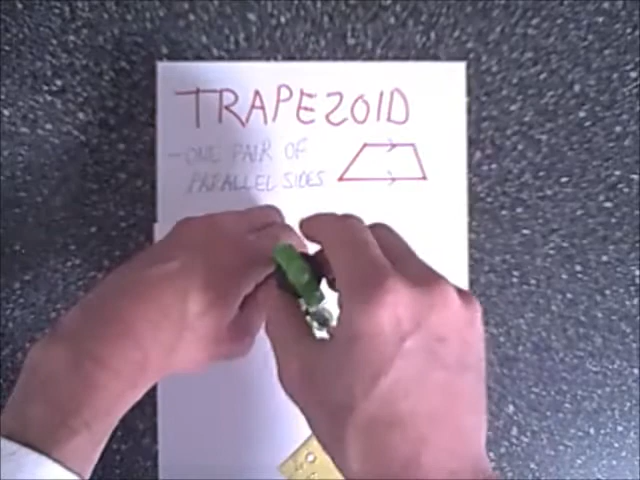 TRAPEZOID
- ONE PAIR OF
PARALLEL SIDES